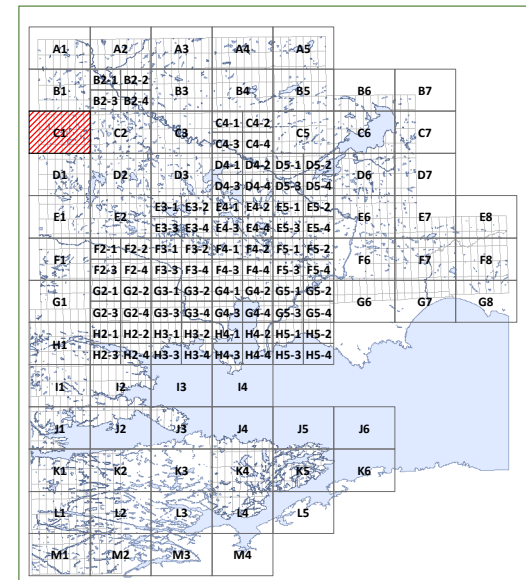 A1 A2 A3 A4 A5
B1 B2-1 B2-2 B3 B4 B5 B6 B7
B2-3 B2-4
C1 C2 C3 C4-1 C4-2 C5 C6 C7
C4-3 C4-4
D1 D2 D3 D4-1 D4-2 D5-1 D5-2 D6 D7
D4-3 D4-4 D5-3 D5-4
E1 E2 E3-1 E3-2 E4-1 E4-2 E5-1 E5-2 E6 E7 E8
E3-3 E3-4 E4-3 E4-4 E5-3 E5-4
F1 F2-1 F2-2 F3-1 F3-2 F4-1 F4-2 F5-1 F5-2 F6 F7 F8
F2-3 F2-4 F3-3 F3-4 F4-3 F4-4 F5-3 F5-4
G1 G2-1 G2-2 G3-1 G3-2 G4-1 G4-2 G5-1 G5-2 G6 G7 G8
G2-3 G2-4 G3-3 G3-4 G4-3 G4-4 G5-3 G5-4
H1 H2-1 H2-2 H3-1 H3-2 H4-1 H4-2 H5-1 H5-2
H2-3 H2-4 H3-3 H3-4 H4-3 H4-4 H5-3 H5-4
I1 I2 I3 I4
J1 J2 J3 J4 J5 J6
K1 K2 K3 K4 K5 K6
L1 L2 L3 L4 L5
M1 M2 M3 M4